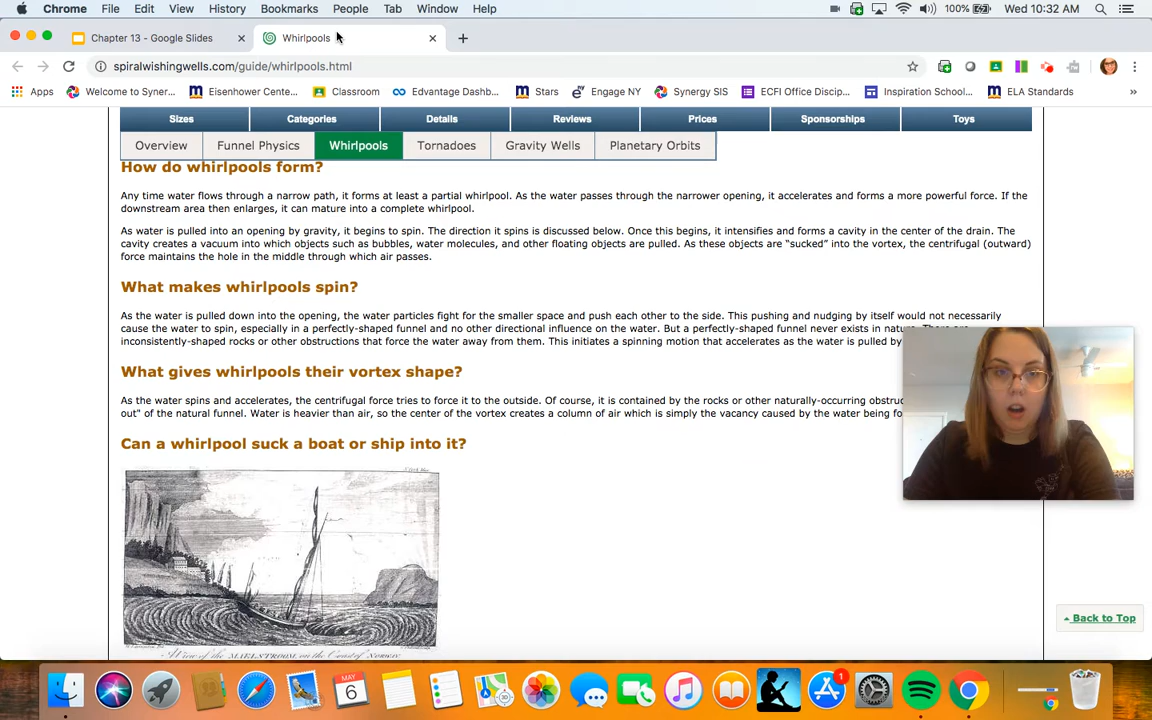 Chrome File Edit View History Bookmarks People Tab Window Help 100% Wed 10:32 AM
Chapter 13 - Google Slides Whirlpools
spiralwishingwells.com/guide/whirlpools.html
Apps Welcome to Syner... Eisenhower Cente... Classroom Edvantage Dashb... Stars Engage NY Synergy SIS ECFI Office Discip... Inspiration School... ELA Standards »
Sizes Categories Details Reviews Prices Sponsorships Toys
Overview Funnel Physics Whirlpools Tornadoes Gravity Wells Planetary Orbits
How do whirlpools form?
Any time water flows through a narrow path, it forms at least a partial whirlpool. As the water passes through the narrower opening, it accelerates and forms a more powerful force. If the
downstream area then enlarges, it can mature into a complete whirlpool.
As water is pulled into an opening by gravity, it begins to spin. The direction it spins is discussed below. Once this begins, it intensifies and forms a cavity in the center of the drain. The
cavity creates a vacuum into which objects such as bubbles, water molecules, and other floating objects are pulled. As these objects are “sucked” into the vortex, the centrifugal (outward)
force maintains the hole in the middle through which air passes.
What makes whirlpools spin?
As the water is pulled down into the opening, the water particles fight for the smaller space and push each other to the side. This pushing and nudging by itself would not necessarily
cause the water to spin, especially in a perfectly-shaped funnel and no other directional influence on the water. But a perfectly-shaped funnel never exists in nature. There are
inconsistently-shaped rocks or other obstructions that force the water away from them. This initiates a spinning motion that accelerates as the water is pulled by
What gives whirlpools their vortex shape?
As the water spins and accelerates, the centrifugal force tries to force it to the outside. Of course, it is contained by the rocks or other naturally-occurring obstruc
out" of the natural funnel. Water is heavier than air, so the center of the vortex creates a column of air which is simply the vacancy caused by the water being fo
Can a whirlpool suck a boat or ship into it?
A View of the MAELSTROOM on the Coast of
Back to Top
MAY
6
1